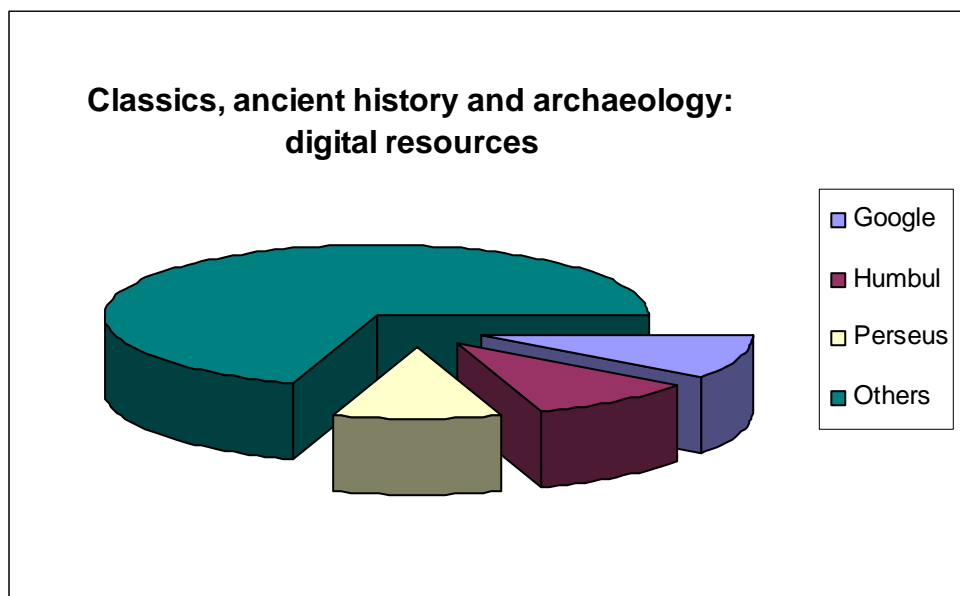 Classics, ancient history and archaeology:
digital resources
Google
Humbul
Perseus
Others